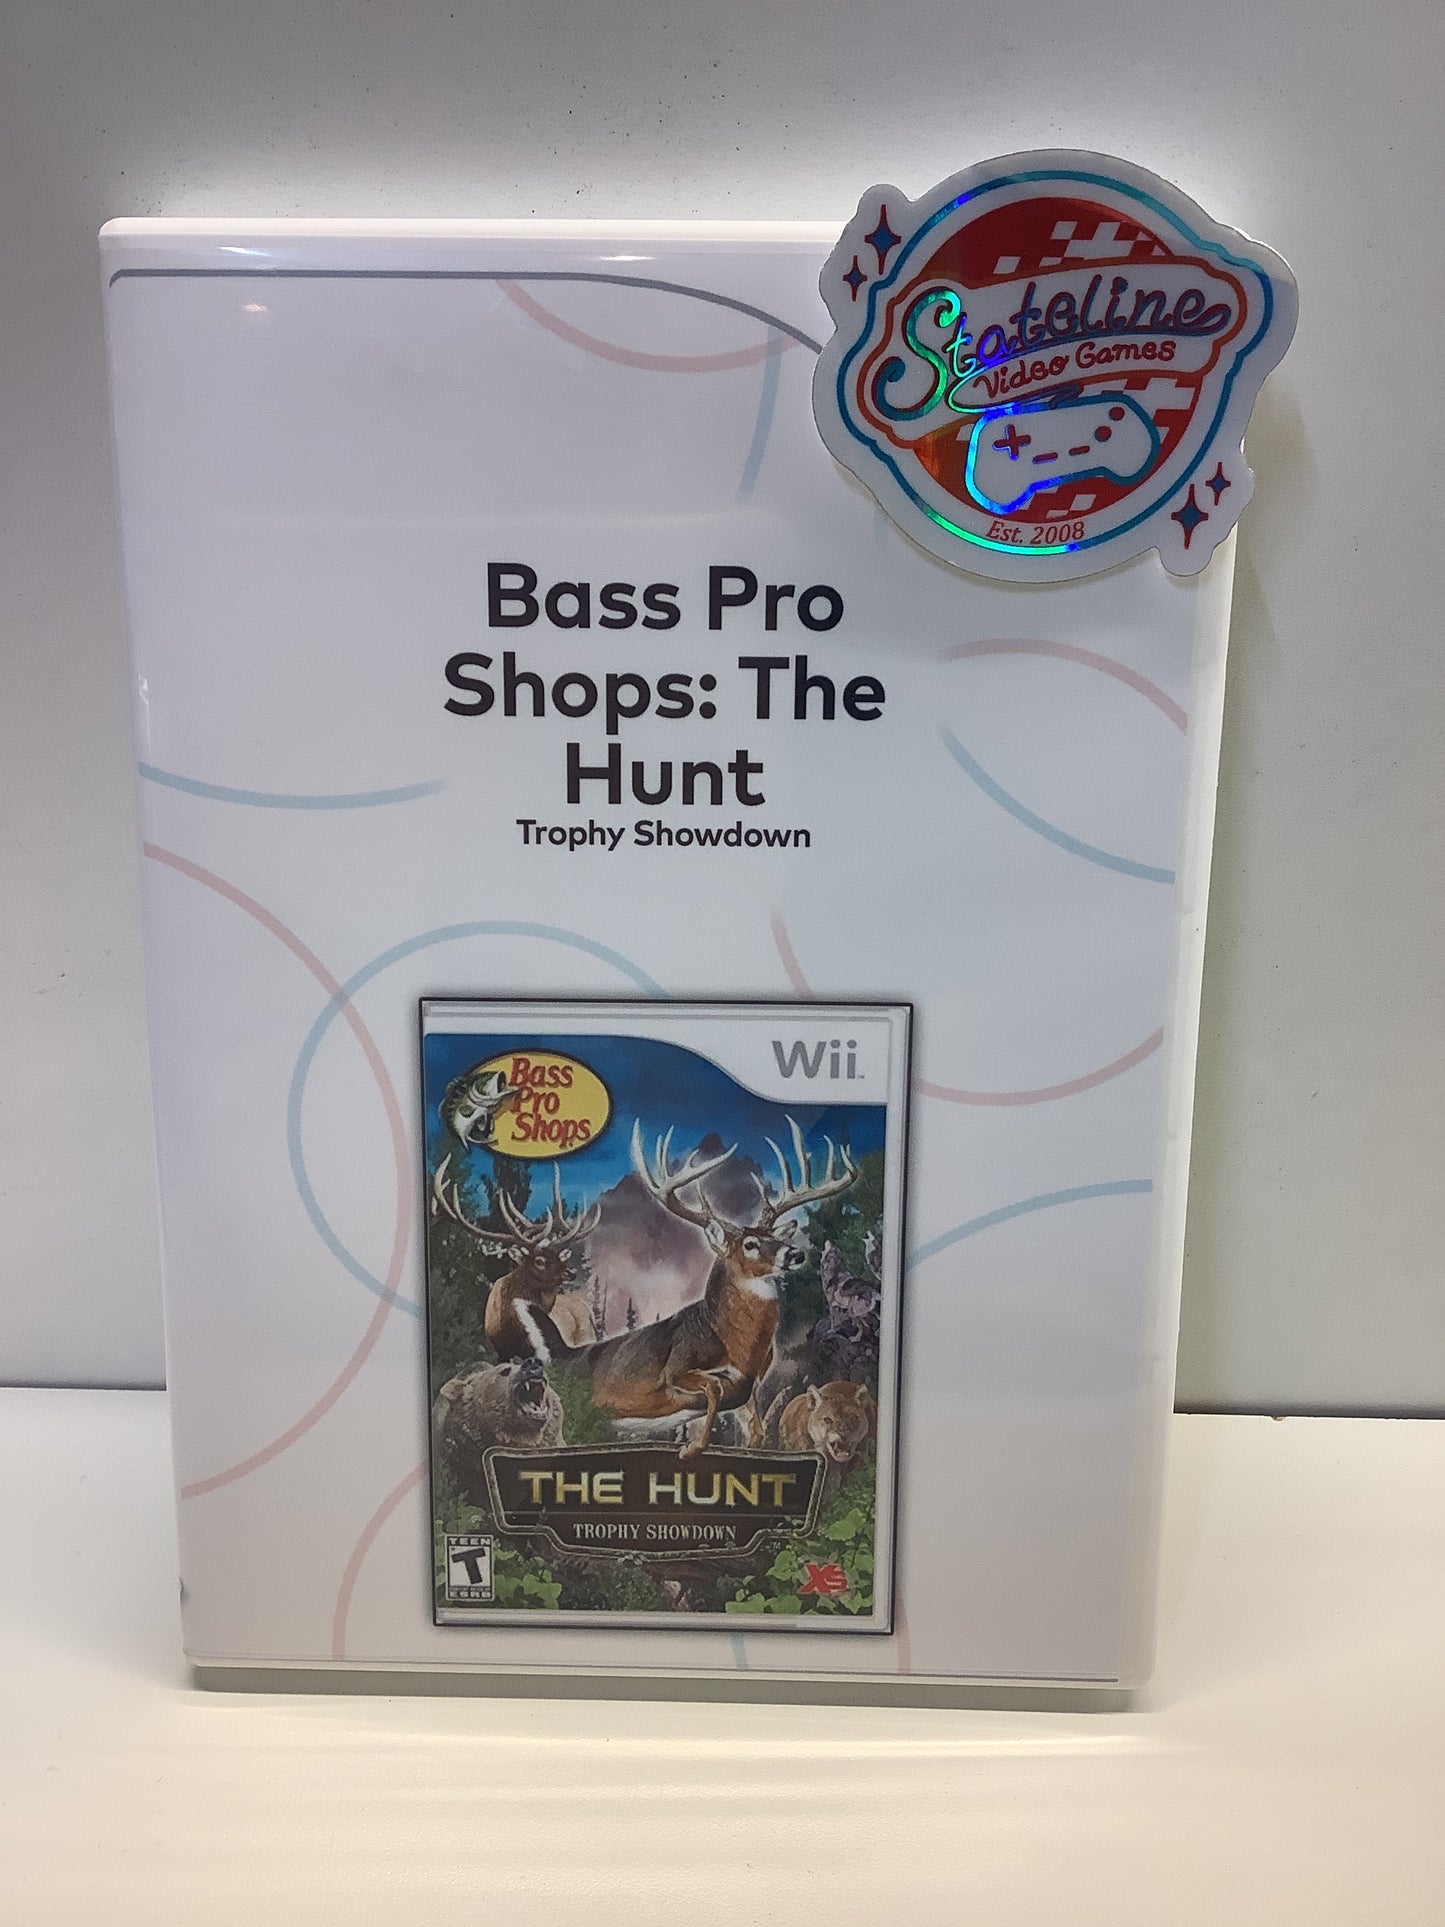 Stateline
Video Games
Est. 2008
Bass Pro
Shops: The
Hunt
Trophy Showdown
Wii
Bass
Pro
Shops
THE HUNT
TROPHY SHOWDOWN
TEEN
T
ESRB
XS